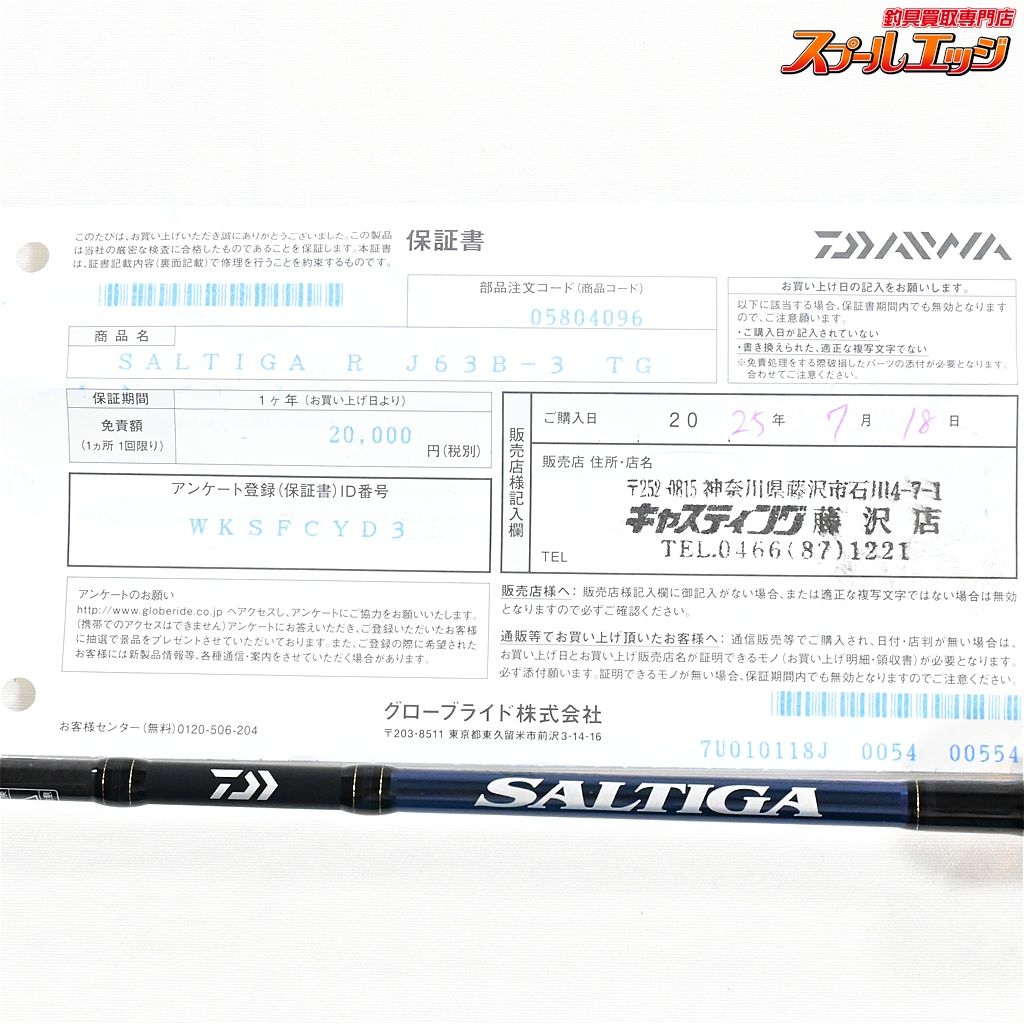 釣具買取専門店
スプールエッジ
このたびは、お買い上げいただき誠にありがとうございました。この製品
は当社の厳密な検査に合格したものであることを保証します。本証書
は、証書記載内容(裏面記載)で修理を行うことを約束するものです。
保証書
DAIWA
部品注文コード(商品コード)
05804096
商品名
SALTIGA R J63B-3 TG
お買い上げ日の記入をお願いします。
以下に該当する場合、保証書期間内でも無効となります
ので、ご注意願います。
・ご購入日が記入されていない
・書き換えられた、適正な複写文字でない
※免責処理をする際破損したパーツの添付が必要となります。
合わせてご注意ください。
保証期間
1ヶ年(お買い上げ日より)
免責額
(1ヵ所1回限り)
20,000
円(税別)
アンケート登録(保証書)ID番号
WKSFCYD3
販売店様記入欄
ご購入日 2025年 7月 18日
販売店 住所・店名
〒252-0815 神奈川県藤沢市石川4-7-1
キャスティング藤沢店
TEL TEL.0466(87)1221
アンケートのお願い
http://www.globeride.co.jp へアクセスし、アンケートにご協力をお願いいたします。
(携帯でのアクセスはできません)アンケートにお答えいただき、ご登録いただいたお客様
に抽選で景品をプレゼントさせていただいております。また、ご登録の際に希望された
お客様には新製品情報等、各種通信・案内をさせていただく場合があります。
販売店様へ:販売店様記入欄に御記入がない場合、または適正な複写文字ではない場合は無効
となりますので必ずご確認ください。
通販等でお買い上げ頂いたお客様へ:通信販売等でご購入され、日付・店判が無い場合は、
お買い上げ日とお買い上げ販売店名が証明できるモノ(お買い上げ明細・領収書)が必要となります。
必ず添付願います。証明できるモノが無い場合、保証期間内でも無効となりますのでご注意ください。
お客様センター(無料)0120-506-204
グローブライド株式会社
〒203-8511 東京都東久留米市前沢3-14-16
7U010118J 0054 00554
SALTIGA